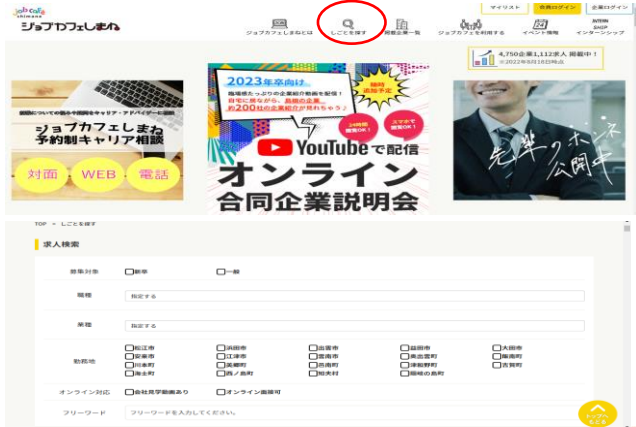 job cafe
shimane
ジョブカフェしまね
マイリスト
会員ログイン
企業ログイン
ジョブカフェしまねとは
しごとを探す
掲載企業一覧
ジョブカフェを利用する
イベント情報
INTERN SHIP
インターンシップ
4,750企業1,112求人 掲載中！
※2022年6月16日時点
ジョブカフェしまね
予約制キャリア相談
対面
WEB
電話
2023年卒向け
職場感たっぷりの企業紹介動画を配信！
自宅に居ながら、島根の企業
約200社の企業紹介が見れちゃう♪
随時
追加予定
24時間
視聴OK！
スマホで
視聴OK！
YouTubeで配信
オンライン
合同企業説明会
先輩のホンネ
公開中
TOP > しごとを探す
求人検索
募集対象
新卒
一般
職種
指定する
業種
指定する
勤務地
松江市
浜田市
出雲市
益田市
大田市
安来市
江津市
雲南市
奥出雲町
飯南町
川本町
美郷町
邑南町
津和野町
吉賀町
海士町
西ノ島町
知夫村
隠岐の島町
オンライン対応
会社見学動画あり
オンライン面接可
フリーワード
フリーワードを入力してください。
トップへ
もどる